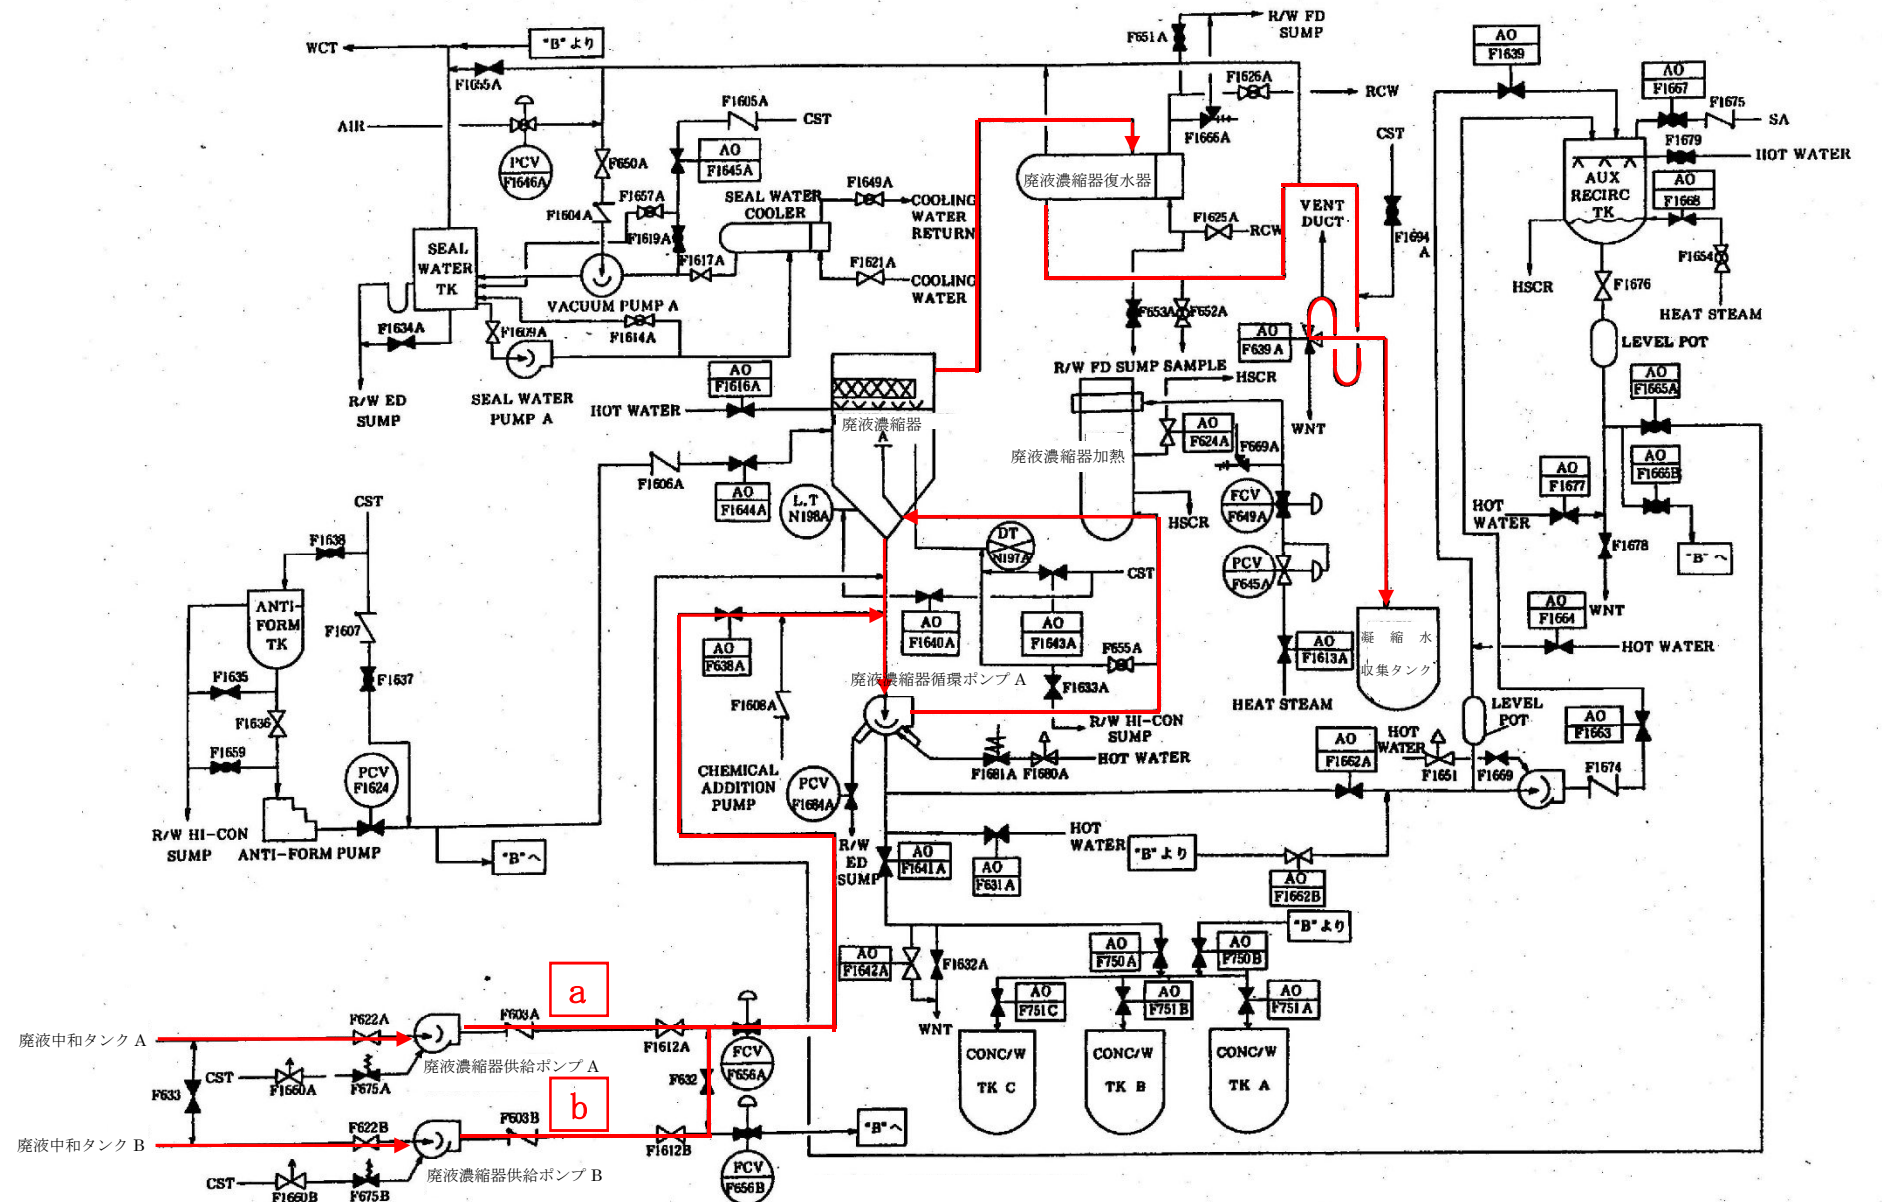 WCT
"B"より
F1655A
AIR
PCV
F1646A
F650A
F1605A
CST
AO
F1645A
F1657A
F1604A
F1619A
SEAL WATER
COOLER
F1649A
COOLING
WATER
RETURN
F1617A
F1621A
COOLING
WATER
SEAL
WATER
TK
VACUUM PUMP A
F1634A
F1609A
F1614A
R/W ED
SUMP
SEAL WATER
PUMP A
F651A
R/W FD
SUMP
F1626A
RCW
F1666A
廃液濃縮器復水器
F1625A
RCW
CST
F1694
A
VENT
DUCT
F653A
F652A
R/W FD SUMP
SAMPLE
AO
F639A
WNT
AO
F1639
AO
F1667
F1675
SA
F1679
HOT WATER
AUX
RECIRC
TK
AO
F1668
F1654
HSCR
F1676
HEAT STEAM
LEVEL POT
AO
F1665A
AO
F1665B
AO
F1677
HOT
WATER
"B"へ
F1678
WNT
AO
F1664
HOT WATER
AO
F1616A
HOT WATER
廃液濃縮器
A
F1606A
AO
F1644A
L.T
N198A
HSCR
AO
F624A
廃液濃縮器加熱
F669A
FCV
F649A
HSCR
DT
N197A
PCV
F645A
CST
AO
F1640A
AO
F1643A
F655A
AO
F1613A
HEAT STEAM
凝縮水
収集タンク
CST
F1638
ANTI-
FORM
TK
F1607
F1635
F1637
F1636
F1659
PCV
F1624
R/W HI-CON
SUMP
ANTI-FORM PUMP
"B"へ
AO
F638A
F1608A
CHEMICAL
ADDITION
PUMP
廃液濃縮器循環ポンプ A
F1633A
R/W HI-CON
SUMP
F1681A
F1680A
HOT WATER
PCV
F1684A
R/W
ED
SUMP
AO
F1641A
AO
F631A
HOT
WATER
AO
F1662A
HOT
WATER
F1651
F1669
LEVEL
POT
F1674
AO
F1663
"B"より
AO
F1662B
"B"より
AO
F1642A
F1632A
WNT
AO
F750A
AO
F750B
AO
F751C
AO
F751B
AO
F751A
CONC/W
TK C
CONC/W
TK B
CONC/W
TK A
a
廃液中和タンク A
F622A
F603A
F1612A
FCV
F656A
廃液濃縮器供給ポンプ A
CST
F1660A
F675A
F633
F632
b
廃液中和タンク B
F622B
F603B
F1612B
FCV
F656B
"B"へ
廃液濃縮器供給ポンプ B
CST
F1660B
F675B